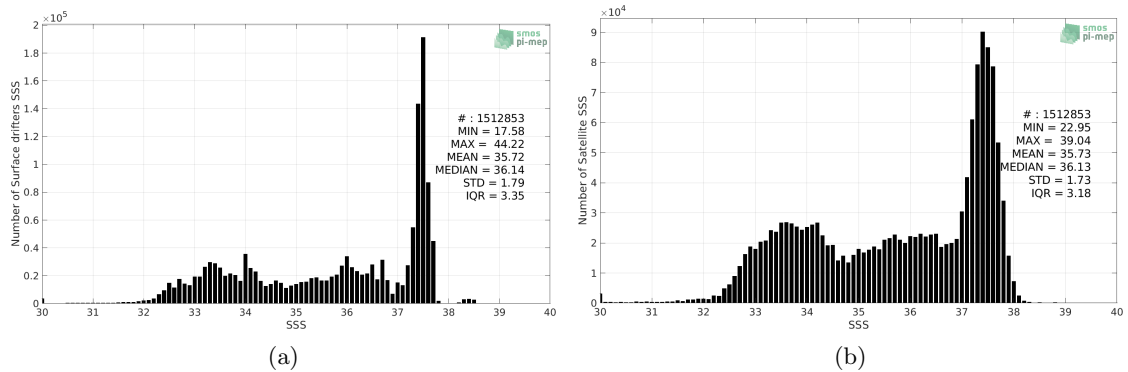 ×10⁵
smos
pi-mep
2
1.8
1.6
1.4
1.2
1
0.8
0.6
0.4
0.2
0
Number of Surface drifters SSS
# : 1512853
MIN = 17.58
MAX = 44.22
MEAN = 35.72
MEDIAN = 36.14
STD = 1.79
IQR = 3.35
30 31 32 33 34 35 36 37 38 39 40
SSS
(a)
×10⁴
smos
pi-mep
9
8
7
6
5
4
3
2
1
0
Number of Satellite SSS
# : 1512853
MIN = 22.95
MAX = 39.04
MEAN = 35.73
MEDIAN = 36.13
STD = 1.73
IQR = 3.18
30 31 32 33 34 35 36 37 38 39 40
SSS
(b)